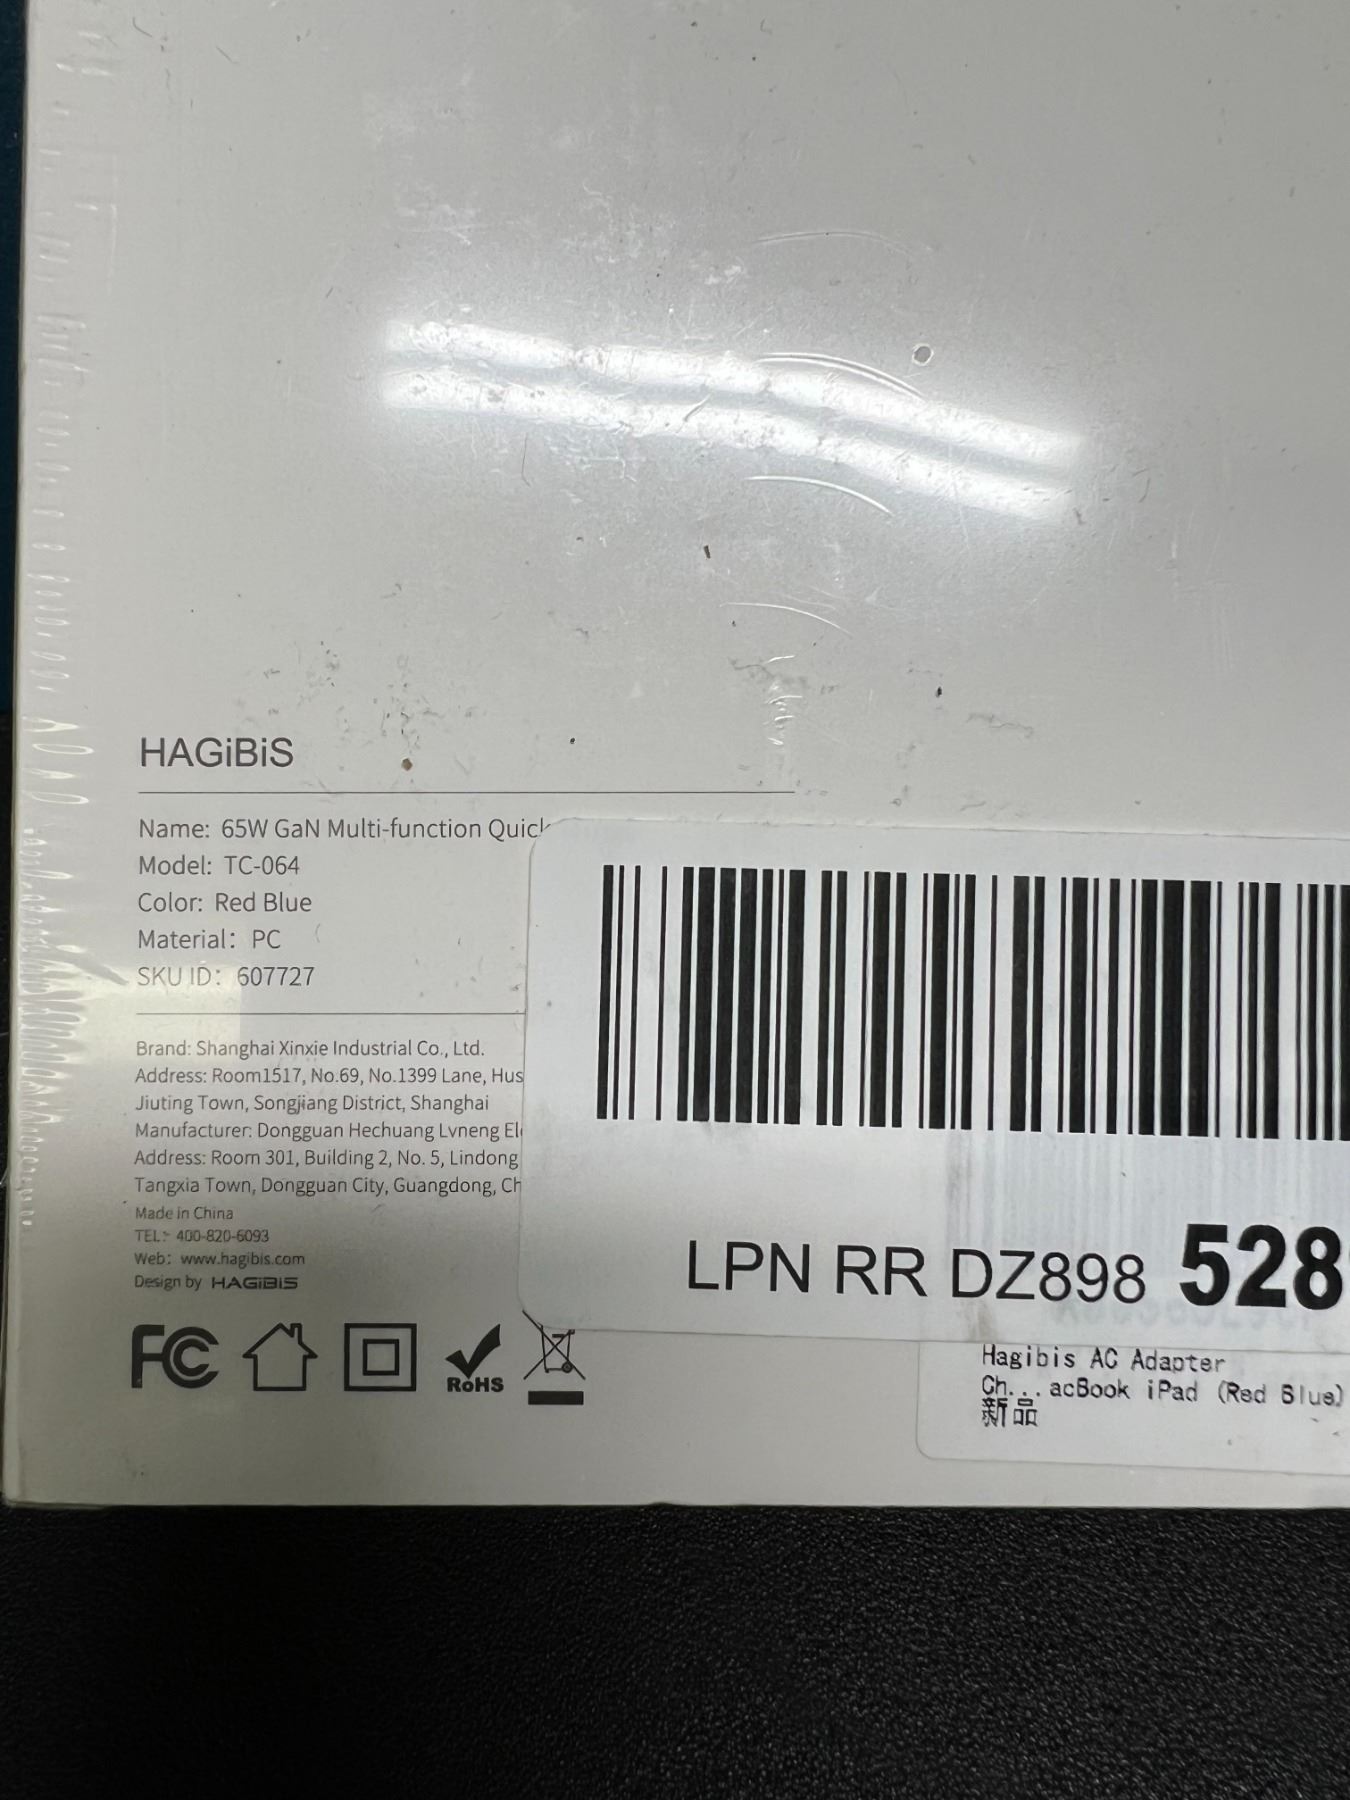 HAGiBiS
Name: 65W GaN Multi-function Quick
Model: TC-064
Color: Red Blue
Material: PC
SKU ID: 607727
Brand: Shanghai Xinxie Industrial Co., Ltd.
Address: Room1517, No.69, No.1399 Lane, Hus
Jiuting Town, Songjiang District, Shanghai
Manufacturer: Dongguan Hechuang Lvneng El
Address: Room 301, Building 2, No. 5, Lindong
Tangxia Town, Dongguan City, Guangdong, Ch
Made in China
TEL: 400-820-6093
Web: www.hagibis.com
Design by HAGiBiS
FC
RoHS
LPN RR DZ898 528
Hagibis AC Adapter
Ch...acBook iPad (Red Blue)
新品